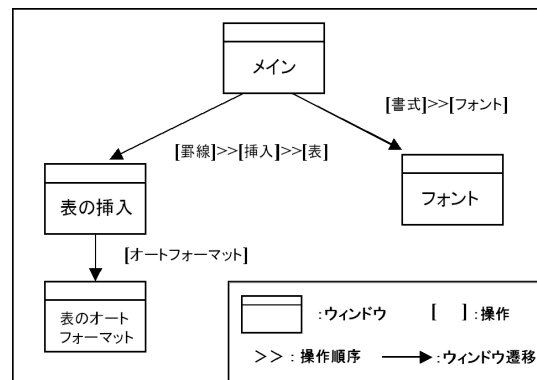 メイン
[書式]>>[フォント]
[罫線]>>[挿入]>>[表]
表の挿入
フォント
[オートフォーマット]
表のオート
フォーマット
:ウィンドウ
[ ]:操作
>>:操作順序
:ウィンドウ遷移